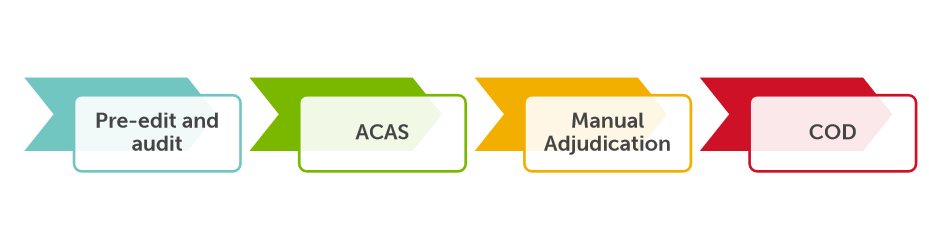 Pre-edit and
audit
ACAS
Manual
Adjudication
COD